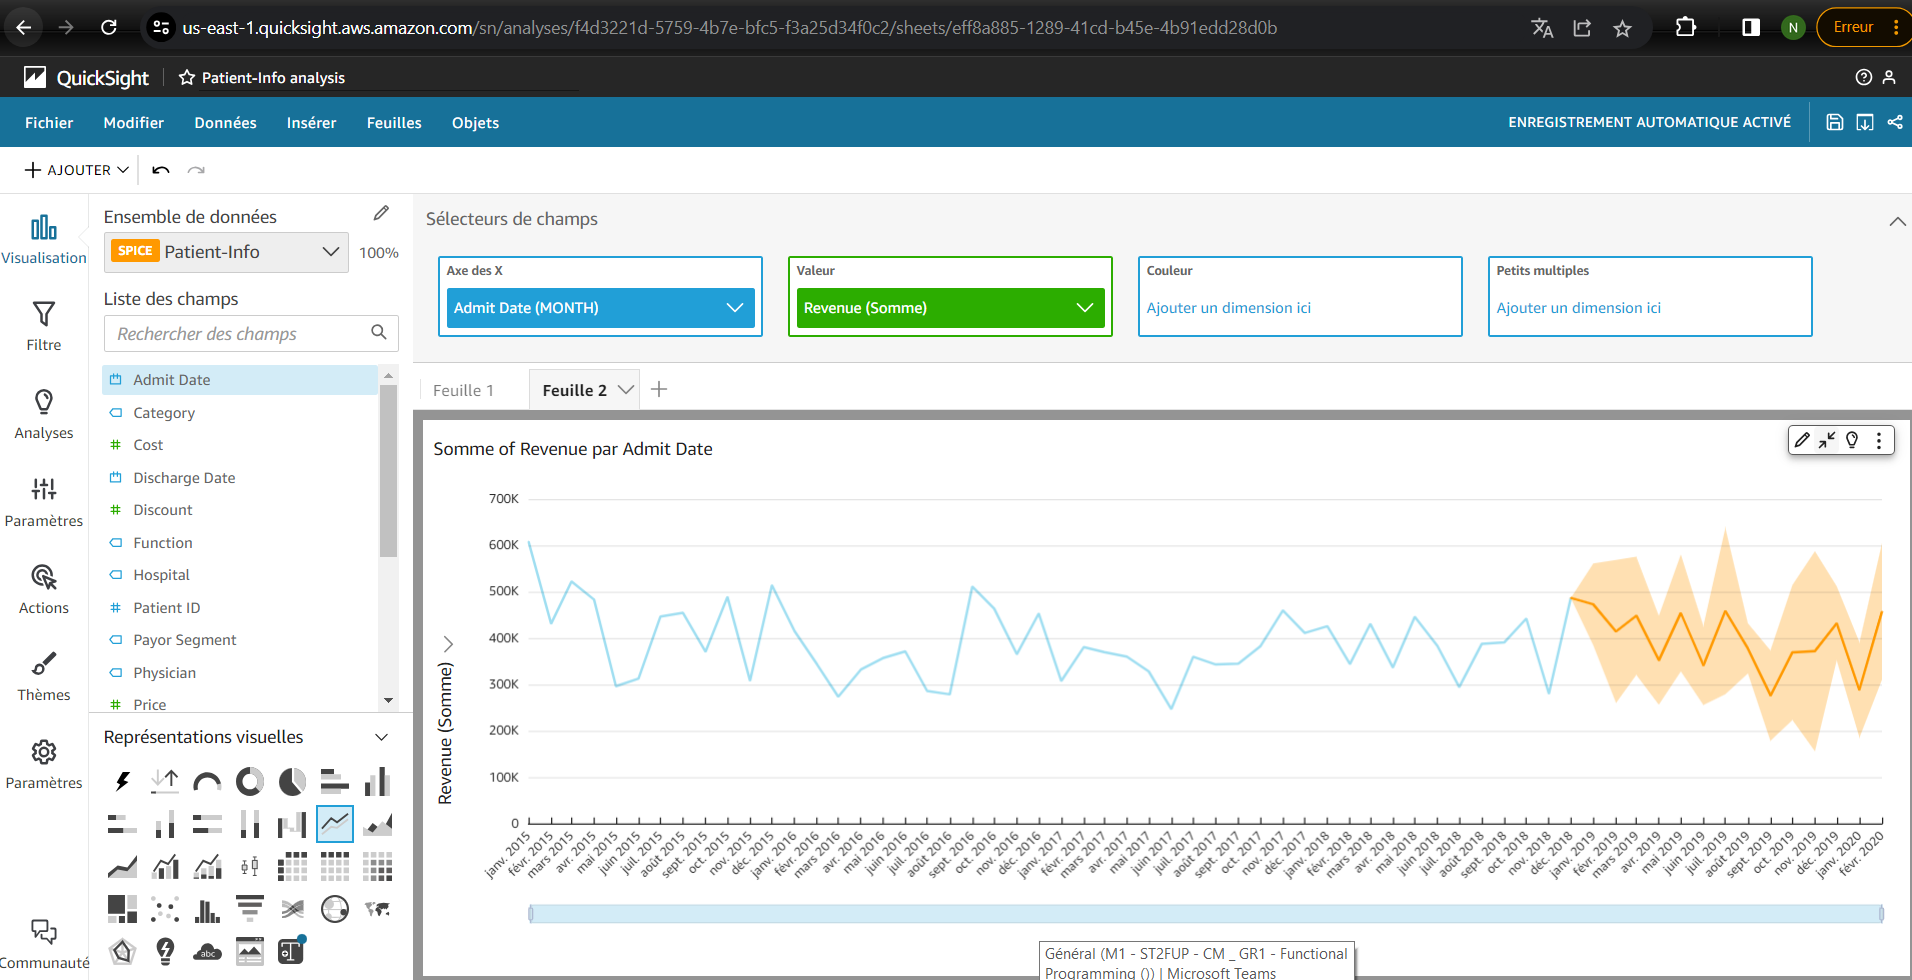 us-east-1.quicksight.aws.amazon.com/sn/analyses/f4d3221d-5759-4b7e-bfc5-f3a25d34f0c2/sheets/eff8a885-1289-41cd-b45e-4b91edd28d0b
N
Erreur
QuickSight
Patient-Info analysis
Fichier
Modifier
Données
Insérer
Feuilles
Objets
ENREGISTREMENT AUTOMATIQUE ACTIVÉ
AJOUTER
Visualisation
Filtre
Analyses
Paramètres
Actions
Thèmes
Paramètres
Communauté
Ensemble de données
SPICE Patient-Info
100%
Liste des champs
Rechercher des champs
Admit Date
Category
# Cost
Discharge Date
# Discount
Function
Hospital
# Patient ID
Payor Segment
Physician
# Price
Représentations visuelles
abc
Sélecteurs de champs
Axe des X
Admit Date (MONTH)
Valeur
Revenue (Somme)
Couleur
Ajouter un dimension ici
Petits multiples
Ajouter un dimension ici
Feuille 1
Feuille 2
Somme of Revenue par Admit Date
Revenue (Somme)
700K
600K
500K
400K
300K
200K
100K
0
janv. 2015
févr. 2015
mars 2015
avr. 2015
mai 2015
juin 2015
juil. 2015
août 2015
sept. 2015
oct. 2015
nov. 2015
déc. 2015
janv. 2016
févr. 2016
mars 2016
avr. 2016
mai 2016
juin 2016
juil. 2016
août 2016
sept. 2016
oct. 2016
nov. 2016
déc. 2016
janv. 2017
févr. 2017
mars 2017
avr. 2017
mai 2017
juin 2017
juil. 2017
août 2017
sept. 2017
oct. 2017
nov. 2017
déc. 2017
janv. 2018
févr. 2018
mars 2018
avr. 2018
mai 2018
juin 2018
juil. 2018
août 2018
sept. 2018
oct. 2018
nov. 2018
déc. 2018
janv. 2019
févr. 2019
mars 2019
avr. 2019
mai 2019
juin 2019
juil. 2019
août 2019
sept. 2019
oct. 2019
nov. 2019
déc. 2019
janv. 2020
févr. 2020
Général (M1 - ST2FUP - CM _ GR1 - Functional
Programming ()) | Microsoft Teams